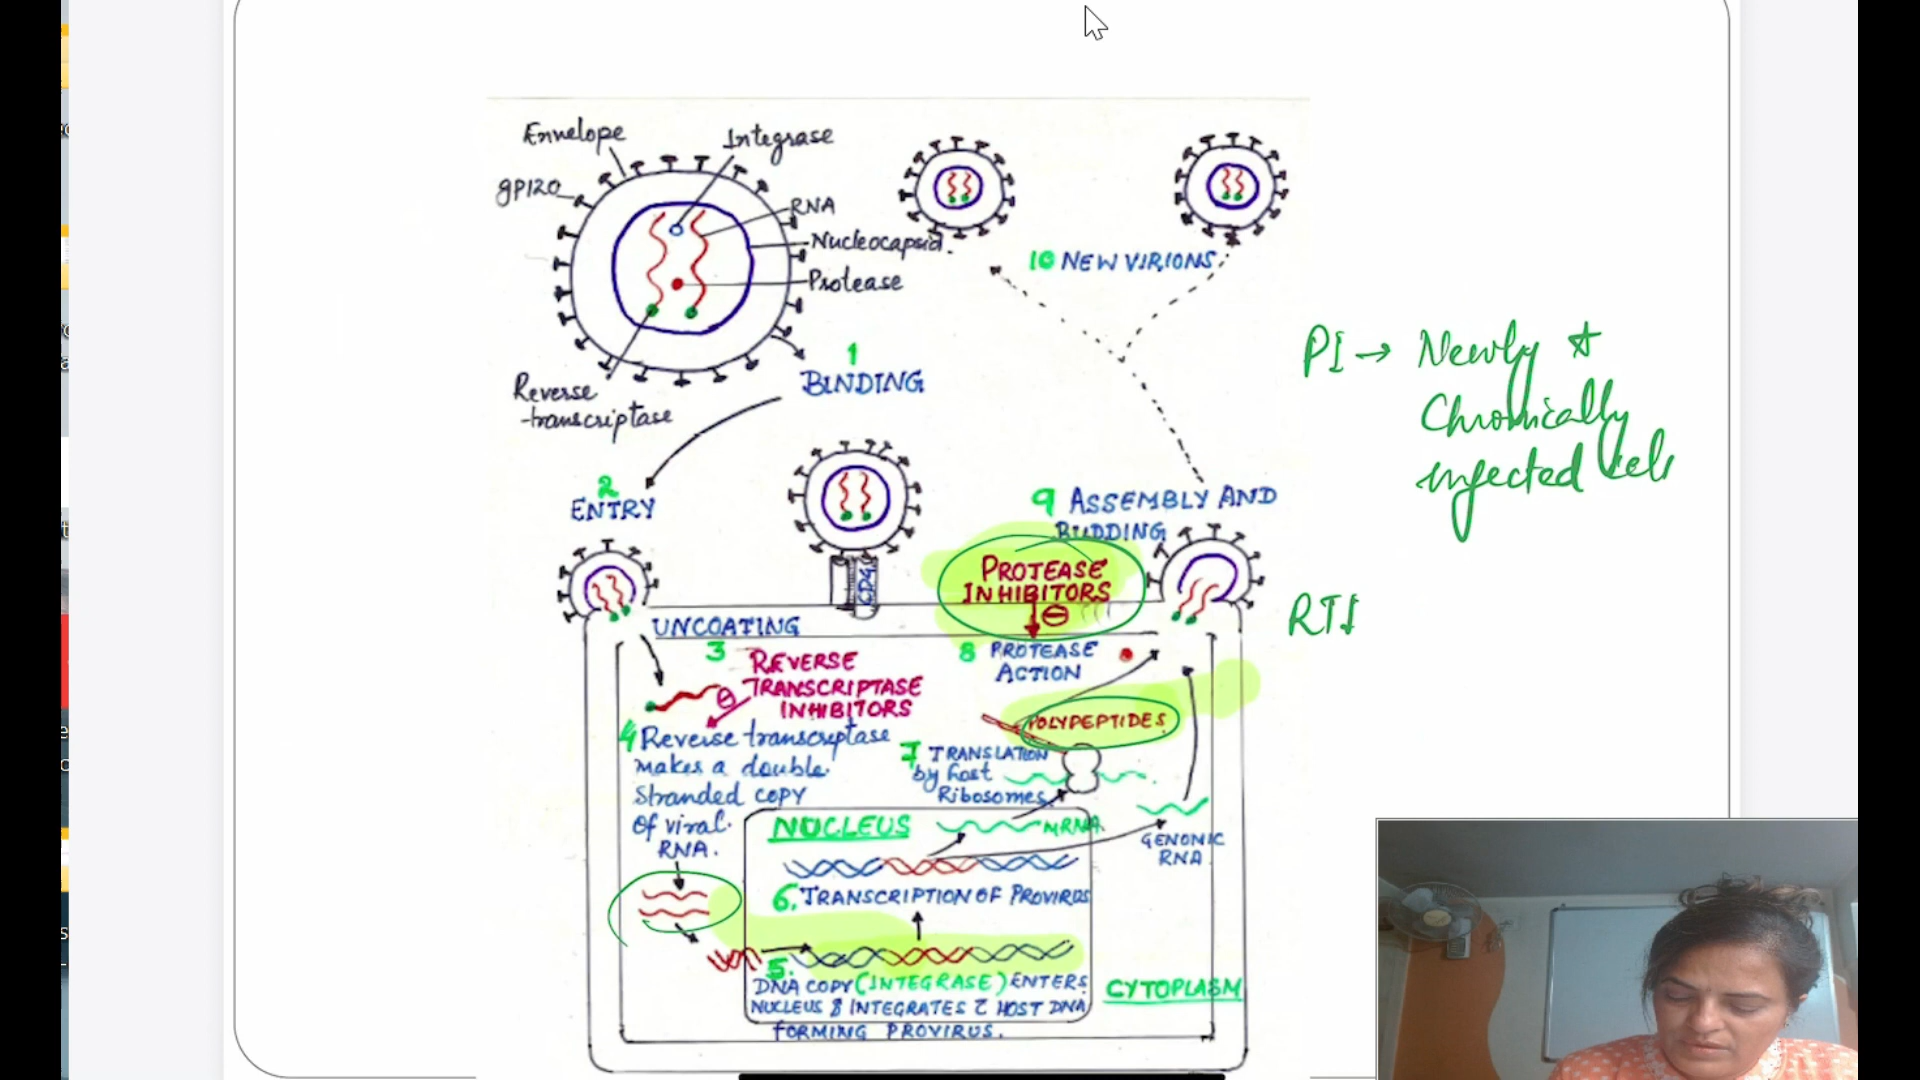 Envelope
Integrase
gp120
RNA
Nucleocapsid.
Protease
Reverse
-transcriptase
1
BINDING
10 NEW VIRIONS.
PI → Newly *
Chronically
infected cells
2
ENTRY
9 ASSEMBLY AND
BUDDING
CD4
PROTEASE
INHIBITORS
RTI
UNCOATING
3
REVERSE
TRANSCRIPTASE
INHIBITORS
8 PROTEASE
ACTION
4 Reverse transcriptase
makes a double
stranded copy
of viral.
RNA.
POLYPEPTIDES
7 TRANSLATION
by host
Ribosomes
NUCLEUS
mRNA
GENONIC
RNA
6. TRANSCRIPTION OF PROVIRUS
5.
DNA COPY (INTEGRASE) ENTERS
NUCLEUS & INTEGRATES c̄ HOST DNA
FORMING PROVIRUS.
CYTOPLASM